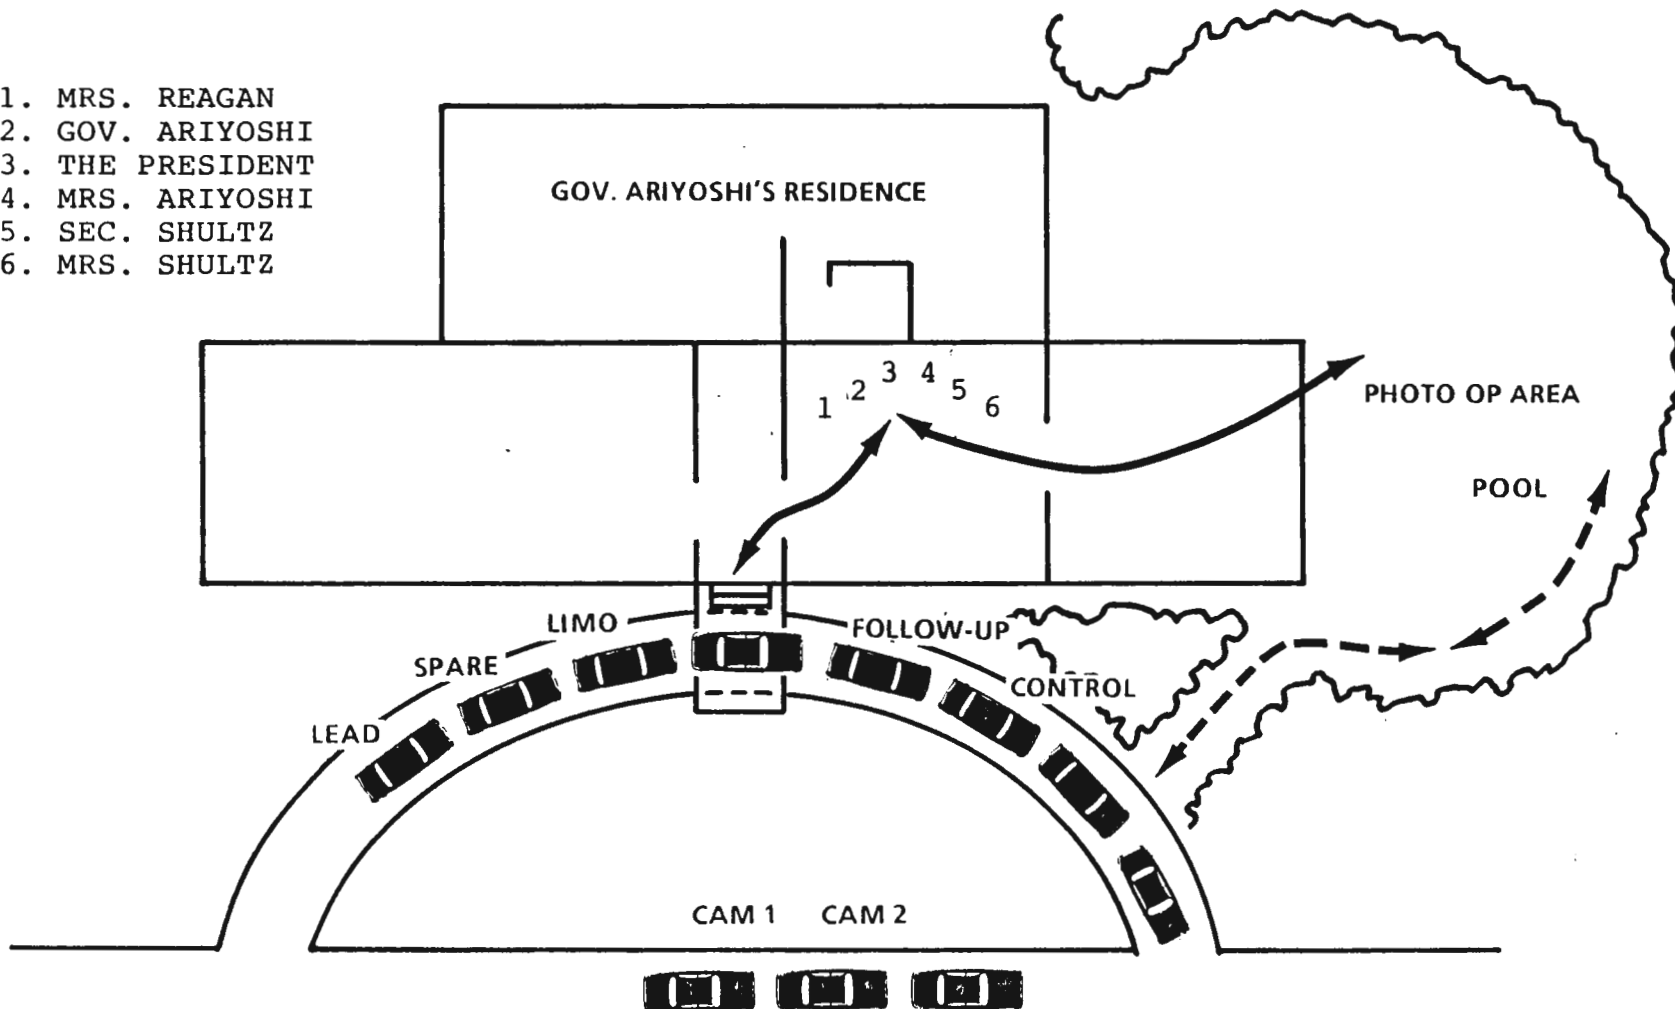 1. MRS. REAGAN
2. GOV. ARIYOSHI
3. THE PRESIDENT
4. MRS. ARIYOSHI
5. SEC. SHULTZ
6. MRS. SHULTZ
GOV. ARIYOSHI'S RESIDENCE
1 2 3 4 5 6
PHOTO OP AREA
POOL
LIMO
FOLLOW-UP
SPARE
CONTROL
LEAD
CAM 1 CAM 2